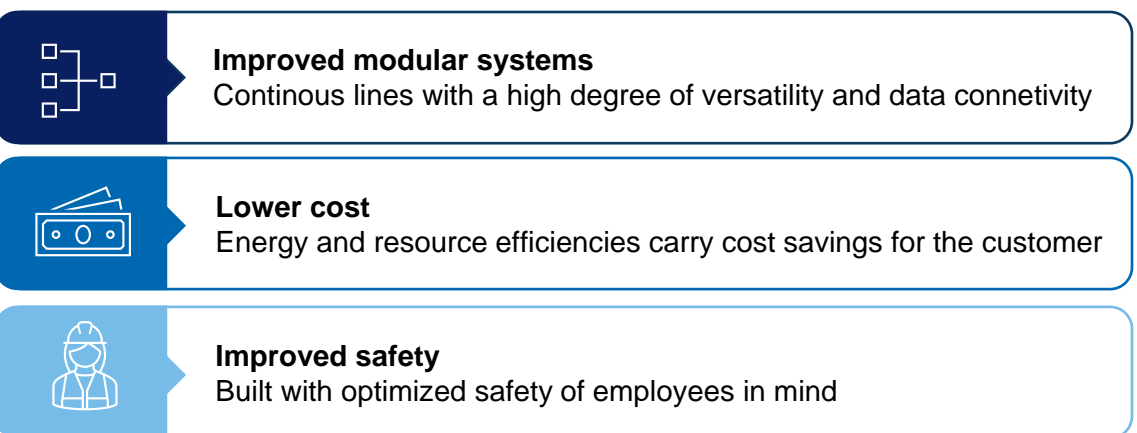 Improved modular systems
Continous lines with a high degree of versatility and data connetivity
Lower cost
Energy and resource efficiencies carry cost savings for the customer
Improved safety
Built with optimized safety of employees in mind